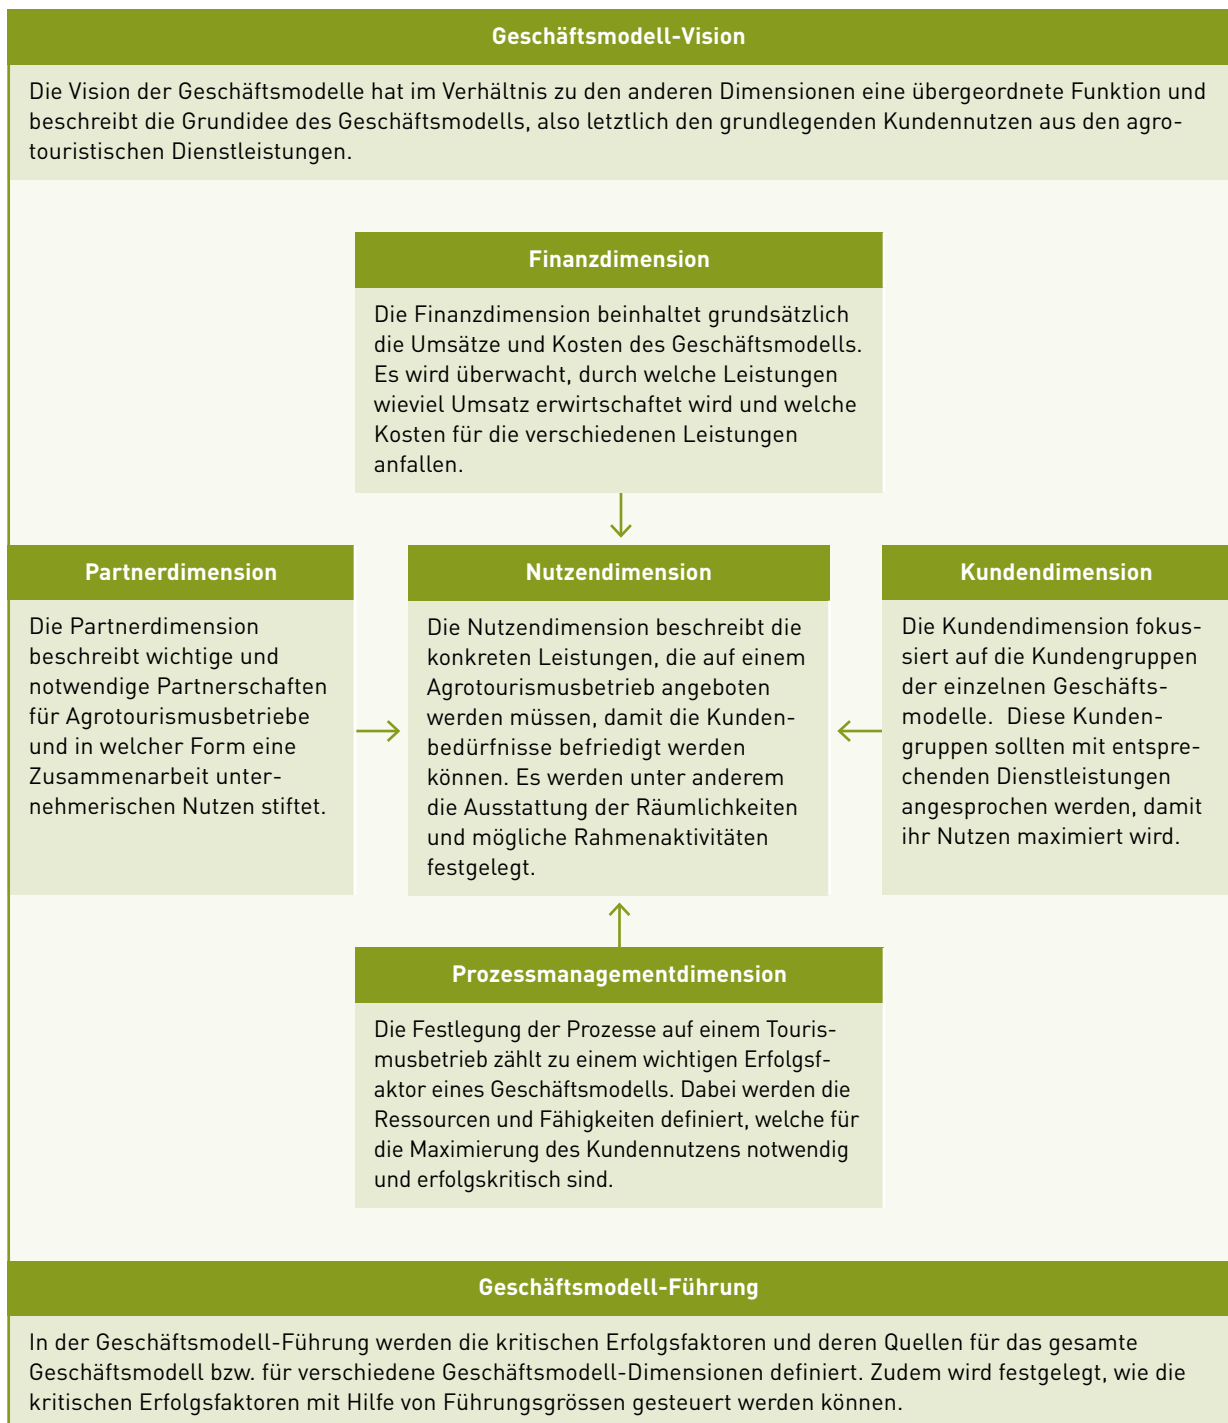 Geschäftsmodell-Vision
Die Vision der Geschäftsmodelle hat im Verhältnis zu den anderen Dimensionen eine übergeordnete Funktion und
beschreibt die Grundidee des Geschäftsmodells, also letztlich den grundlegenden Kundennutzen aus den agro-
touristischen Dienstleistungen.
Finanzdimension
Die Finanzdimension beinhaltet grundsätzlich
die Umsätze und Kosten des Geschäftsmodells.
Es wird überwacht, durch welche Leistungen
wieviel Umsatz erwirtschaftet wird und welche
Kosten für die verschiedenen Leistungen
anfallen.
Partnerdimension
Die Partnerdimension
beschreibt wichtige und
notwendige Partnerschaften
für Agrotourismusbetriebe
und in welcher Form eine
Zusammenarbeit unter-
nehmerischen Nutzen stiftet.
Nutzendimension
Die Nutzendimension beschreibt die
konkreten Leistungen, die auf einem
Agrotourismusbetrieb angeboten
werden müssen, damit die Kunden-
bedürfnisse befriedigt werden
können. Es werden unter anderem
die Ausstattung der Räumlichkeiten
und mögliche Rahmenaktivitäten
festgelegt.
Kundendimension
Die Kundendimension fokus-
siert auf die Kundengruppen
der einzelnen Geschäfts-
modelle.  Diese Kunden-
gruppen sollten mit entspre-
chenden Dienstleistungen
angesprochen werden, damit
ihr Nutzen maximiert wird.
Prozessmanagementdimension
Die Festlegung der Prozesse auf einem Touris-
musbetrieb zählt zu einem wichtigen Erfolgsf-
aktor eines Geschäftsmodells. Dabei werden die
Ressourcen und Fähigkeiten definiert, welche für
die Maximierung des Kundennutzens notwendig
und erfolgskritisch sind.
Geschäftsmodell-Führung
In der Geschäftsmodell-Führung werden die kritischen Erfolgsfaktoren und deren Quellen für das gesamte
Geschäftsmodell bzw. für verschiedene Geschäftsmodell-Dimensionen definiert. Zudem wird festgelegt, wie die
kritischen Erfolgsfaktoren mit Hilfe von Führungsgrössen gesteuert werden können.